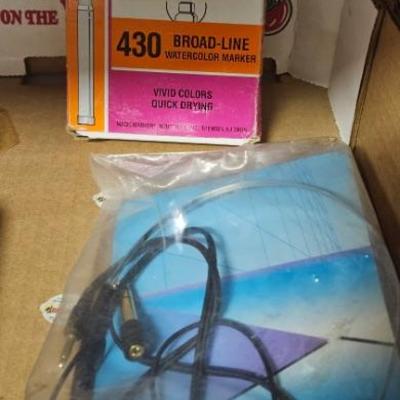 ON THE
430 BROAD-LINE
WATERCOLOR MARKER
VIVID COLORS
QUICK DRYING